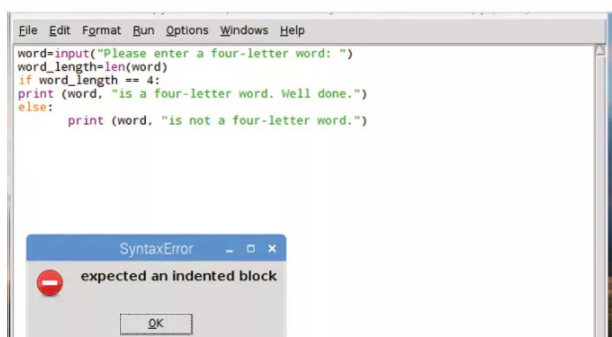 File Edit Format Run Options Windows Help
word=input("Please enter a four-letter word: ")
word_length=len(word)
if word_length == 4:
print (word, "is a four-letter word. Well done.")
else:
       print (word, "is not a four-letter word.")
SyntaxError
expected an indented block
OK